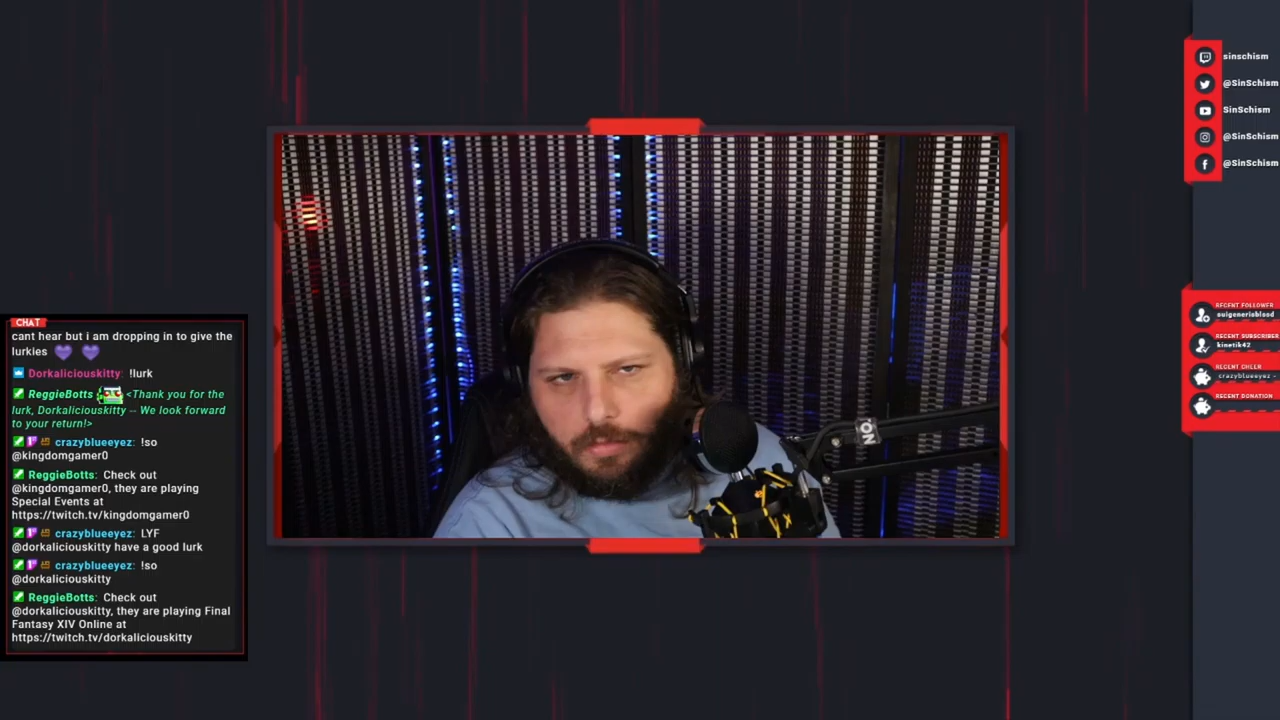 CHAT
cant hear but i am dropping in to give the
lurkies
Dorkaliciouskitty: !lurk
ReggieBotts <Thank you for the
lurk, Dorkaliciouskitty -- We look forward
to your return!>
crazyblueeyez: !so
@kingdomgamer0
ReggieBotts: Check out
@kingdomgamer0, they are playing
Special Events at
https://twitch.tv/kingdomgamer0
crazyblueeyez: LYF
@dorkaliciouskitty have a good lurk
crazyblueeyez: !so
@dorkaliciouskitty
ReggieBotts: Check out
@dorkaliciouskitty, they are playing Final
Fantasy XIV Online at
https://twitch.tv/dorkaliciouskitty
ON
sinschism
@SinSchism
SinSchism
@SinSchism
@SinSchism
RECENT FOLLOWER
suigenerisblood
RECENT SUBSCRIBER
kinetik42
RECENT CHEER
crazyblueeyez -
RECENT DONATION